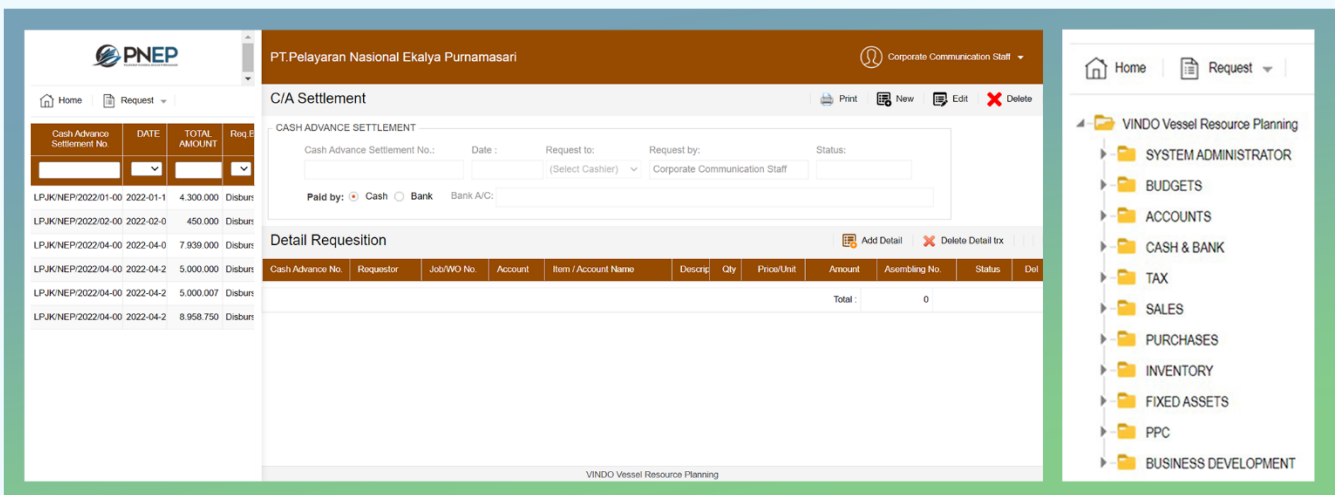 PNEP
Home Request
Cash Advance Settlement No. DATE TOTAL AMOUNT Req.B
LPJK/NEP/2022/01-00 2022-01-1 4.300.000 Disburs
LPJK/NEP/2022/02-00 2022-02-0 450.000 Disburs
LPJK/NEP/2022/04-00 2022-04-0 7.939.000 Disburs
LPJK/NEP/2022/04-00 2022-04-2 5.000.000 Disburs
LPJK/NEP/2022/04-00 2022-04-2 5.000.007 Disburs
LPJK/NEP/2022/04-00 2022-04-2 8.958.750 Disburs
PT.Pelayaran Nasional Ekalya Purnamasari Corporate Communication Staff
C/A Settlement Print New Edit Delete
CASH ADVANCE SETTLEMENT
Cash Advance Settlement No.: Date : Request to: Request by: Status:
(Select Cashier) Corporate Communication Staff
Paid by: Cash Bank Bank A/C:
Detail Requesition Add Detail Delete Detail trx
Cash Advance No. Requestor Job/WO No. Account Item / Account Name Descrip Qty Price/Unit Amount Asembling No. Status Del
Total : 0
VINDO Vessel Resource Planning
Home Request
VINDO Vessel Resource Planning
SYSTEM ADMINISTRATOR
BUDGETS
ACCOUNTS
CASH & BANK
TAX
SALES
PURCHASES
INVENTORY
FIXED ASSETS
PPC
BUSINESS DEVELOPMENT